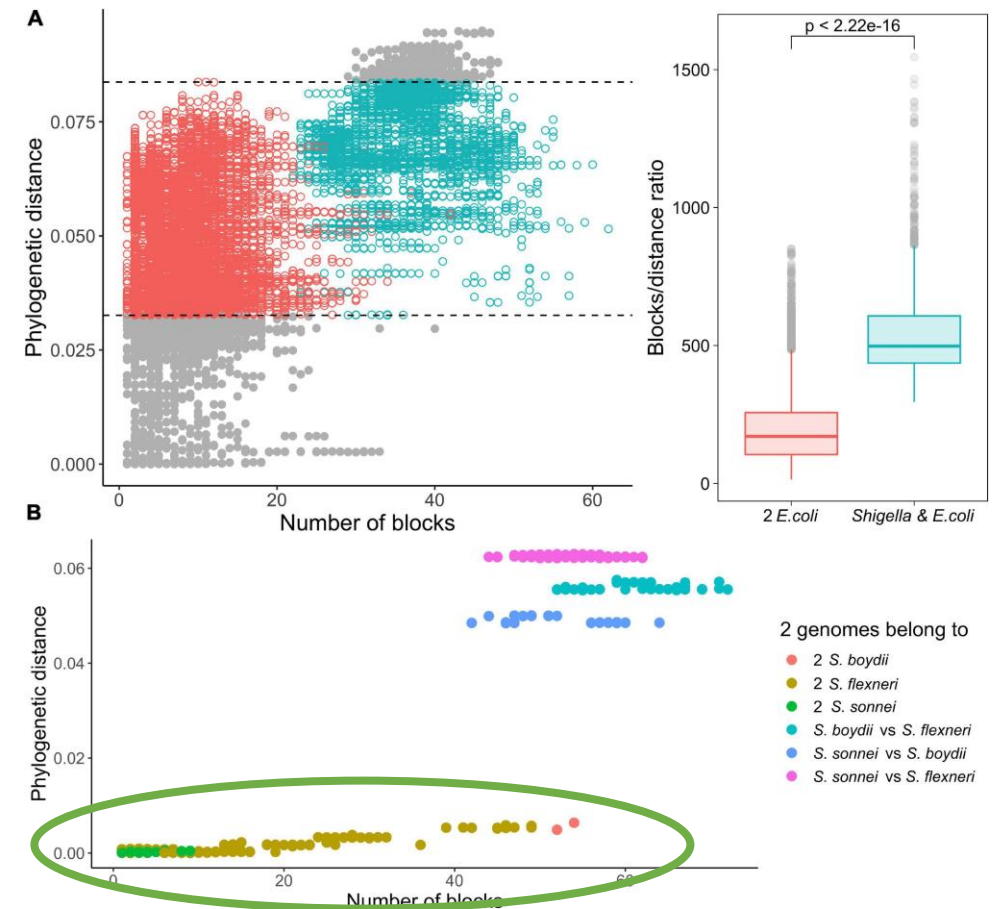 A
Phylogenetic distance
0.075
0.050
0.025
0.000
0
20
40
60
Number of blocks
p < 2.22e-16
Blocks/distance ratio
1500
1000
500
0
2 E.coli
Shigella & E.coli
B
Phylogenetic distance
0.06
0.04
0.02
0.00
0
20
40
60
Number of blocks
2 genomes belong to
2 S. boydii
2 S. flexneri
2 S. sonnei
S. boydii vs S. flexneri
S. sonnei vs S. boydii
S. sonnei vs S. flexneri